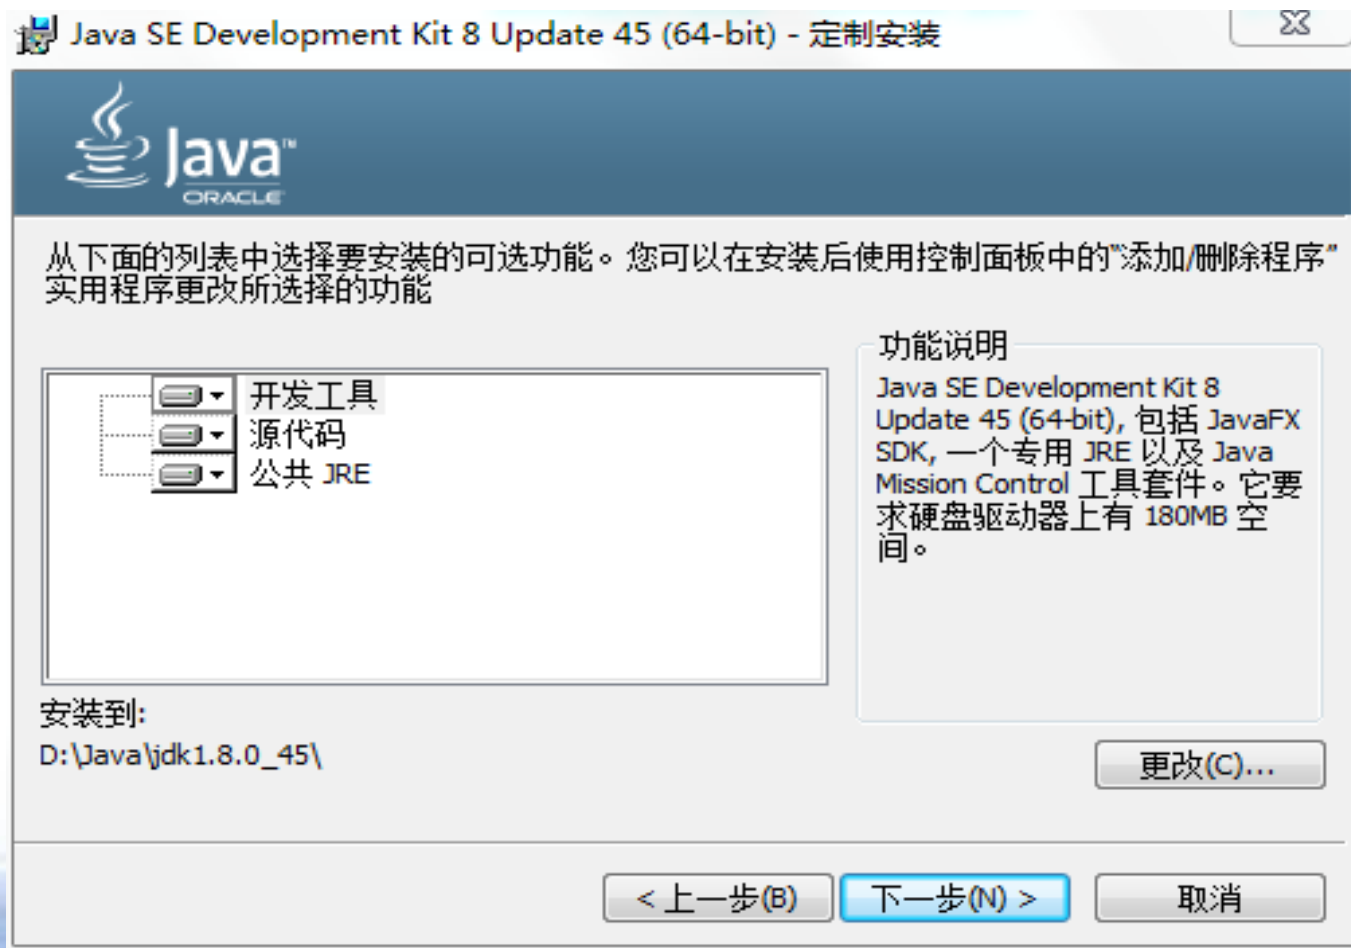 Java SE Development Kit 8 Update 45 (64-bit) - 定制安装
Java™
ORACLE
从下面的列表中选择要安装的可选功能。您可以在安装后使用控制面板中的“添加/删除程序”
实用程序更改所选择的功能
开发工具
源代码
公共 JRE
功能说明
Java SE Development Kit 8
Update 45 (64-bit), 包括 JavaFX
SDK, 一个专用 JRE 以及 Java
Mission Control 工具套件。它要
求硬盘驱动器上有 180MB 空
间。
安装到:
D:\Java\jdk1.8.0_45\
更改(C)...
< 上一步(B)
下一步(N) >
取消